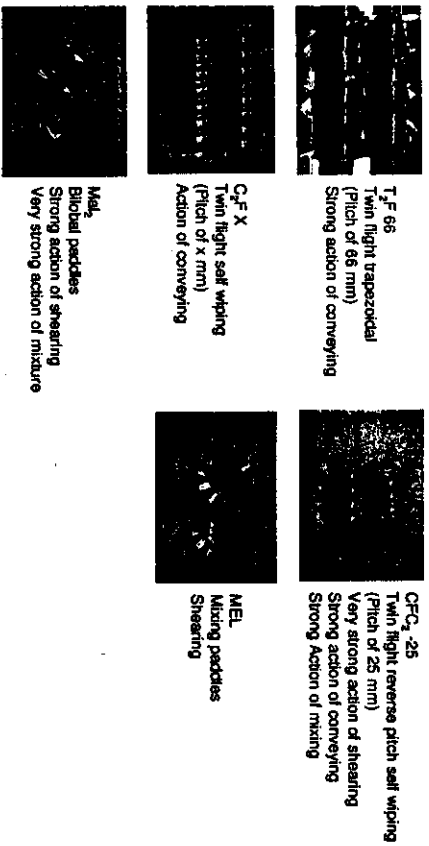 T₂F 66
Twin flight trapezoidal
(Pitch of 66 mm)
Strong action of conveying
C₂F X
Twin flight self wiping
(Pitch of x mm)
Action of conveying
Mal₂
Bilobal paddles
Strong action of shearing
Very strong action of mixture
CFC₂ -25
Twin flight reverse pitch self wiping
(Pitch of 25 mm)
Very strong action of shearing
Strong action of conveying
Strong Action of mixing
MEL
Mixing paddles
Shearing